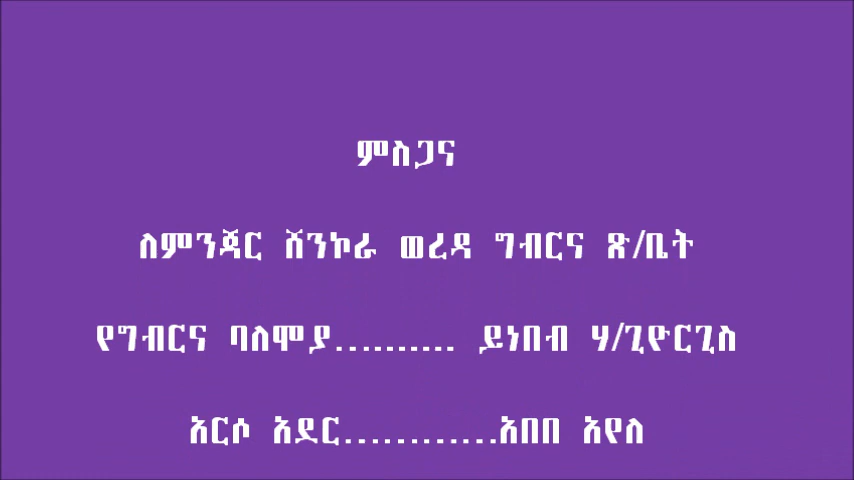 ምስጋና
ለምንጃር ሸንኮራ ወረዳ ግብርና ጽ/ቤት
የግብርና ባለሞያ.......... ይነበብ ሃ/ጊዮርጊስ
አርሶ አደር............አበበ አየለ